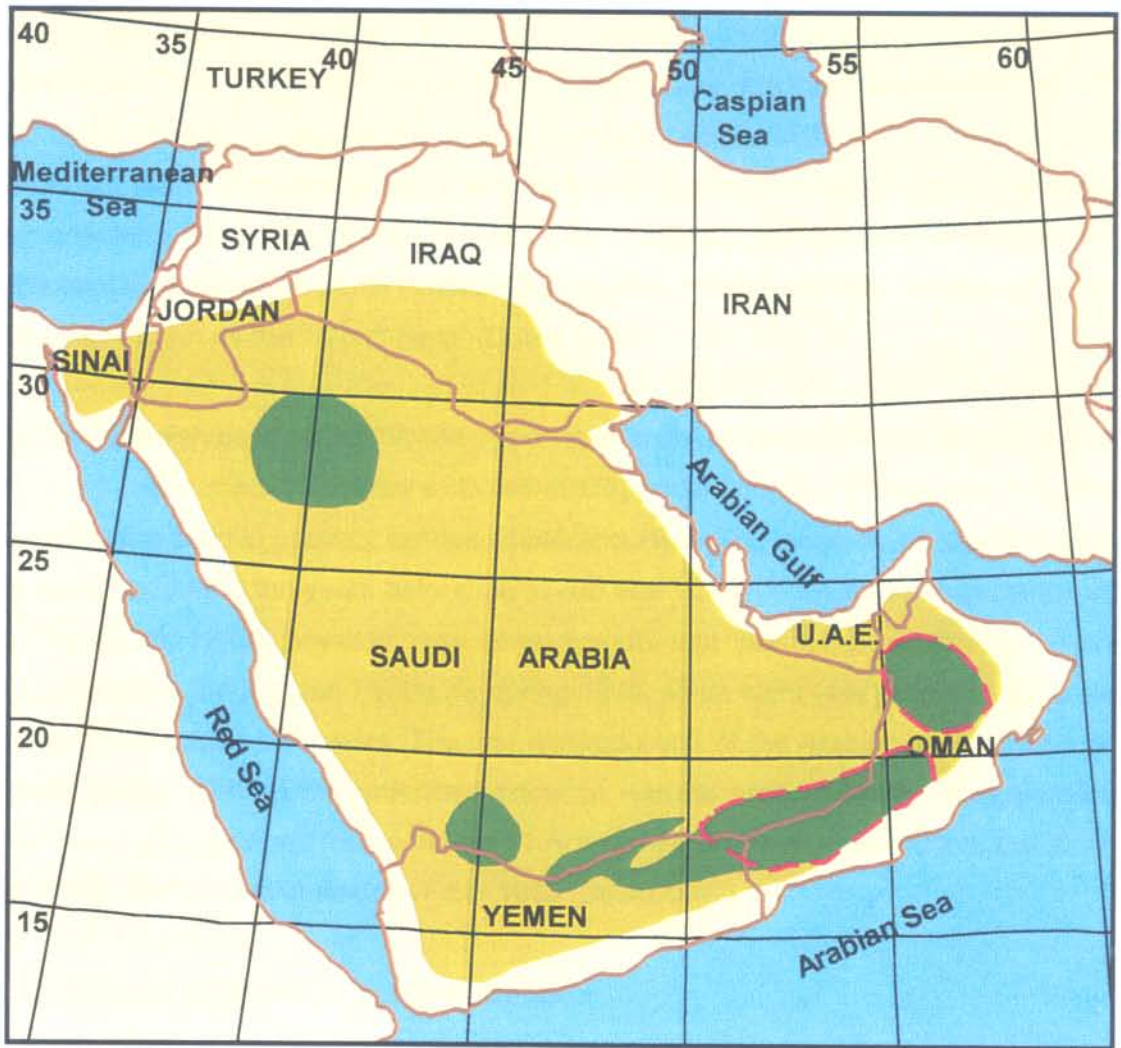 40
35
40
45
50
55
60
TURKEY
Caspian
Sea
Mediterranean
Sea
35
SYRIA
IRAQ
JORDAN
IRAN
SINAI
30
Arabian Gulf
25
U.A.E.
SAUDI ARABIA
Red Sea
20
OMAN
15
YEMEN
Arabian Sea